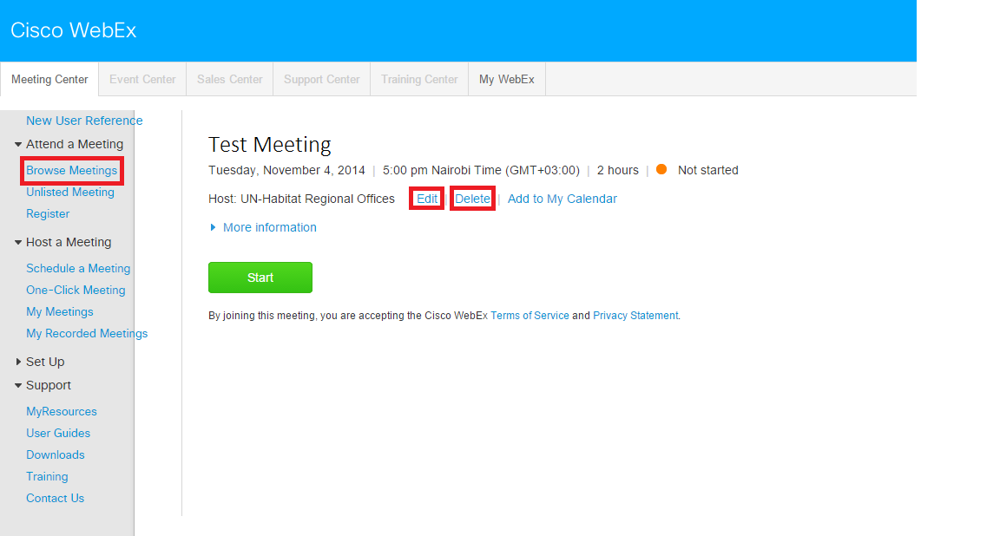 Cisco WebEx
Meeting Center Event Center Sales Center Support Center Training Center My WebEx
New User Reference
Attend a Meeting
Browse Meetings
Unlisted Meeting
Register
Host a Meeting
Schedule a Meeting
One-Click Meeting
My Meetings
My Recorded Meetings
Set Up
Support
MyResources
User Guides
Downloads
Training
Contact Us
Test Meeting
Tuesday, November 4, 2014 | 5:00 pm Nairobi Time (GMT+03:00) | 2 hours | Not started
Host: UN-Habitat Regional Offices Edit | Delete | Add to My Calendar
More information
Start
By joining this meeting, you are accepting the Cisco WebEx Terms of Service and Privacy Statement.